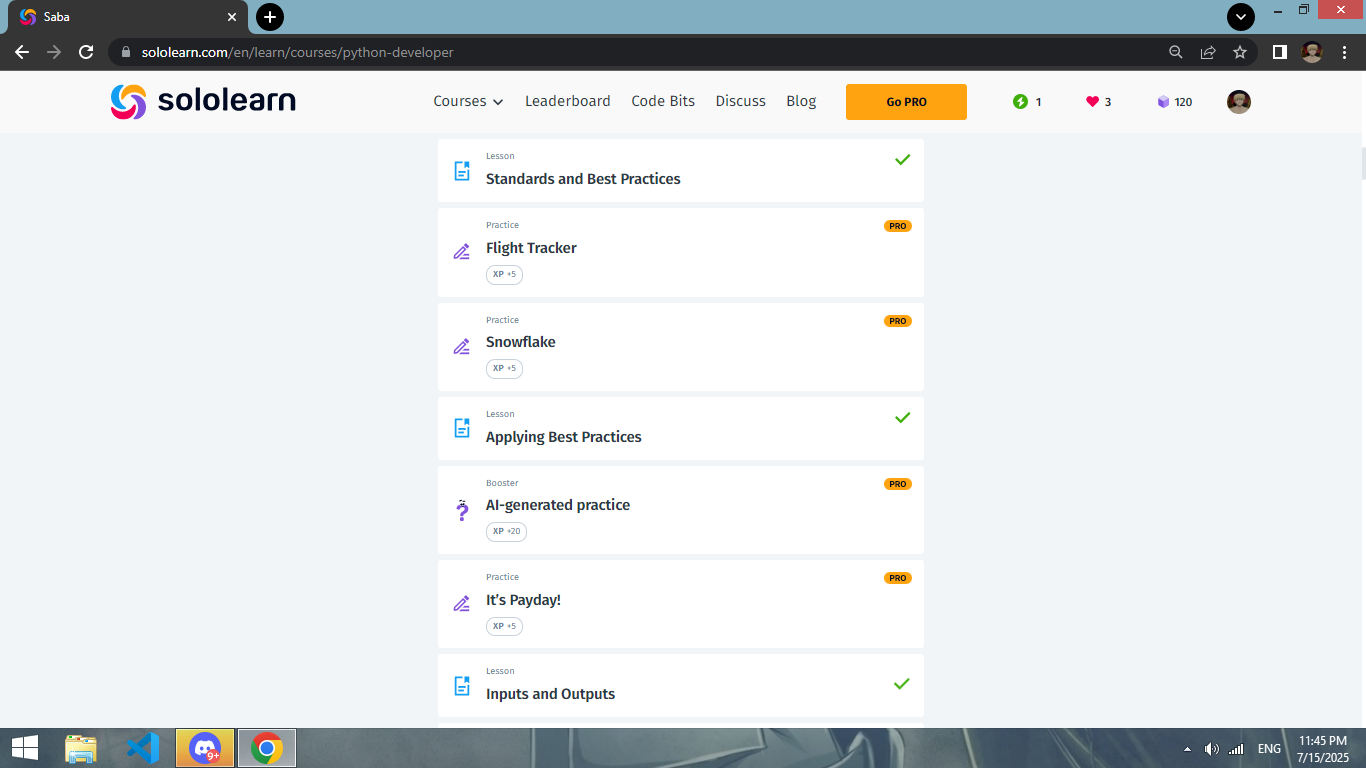 Saba
sololearn.com/en/learn/courses/python-developer
sololearn
Courses
Leaderboard
Code Bits
Discuss
Blog
Go PRO
1
3
120
Lesson
Standards and Best Practices
Practice
PRO
Flight Tracker
XP +5
Practice
PRO
Snowflake
XP +5
Lesson
Applying Best Practices
Booster
PRO
AI-generated practice
XP +20
Practice
PRO
It’s Payday!
XP +5
Lesson
Inputs and Outputs
9+
ENG
11:45 PM
7/15/2025